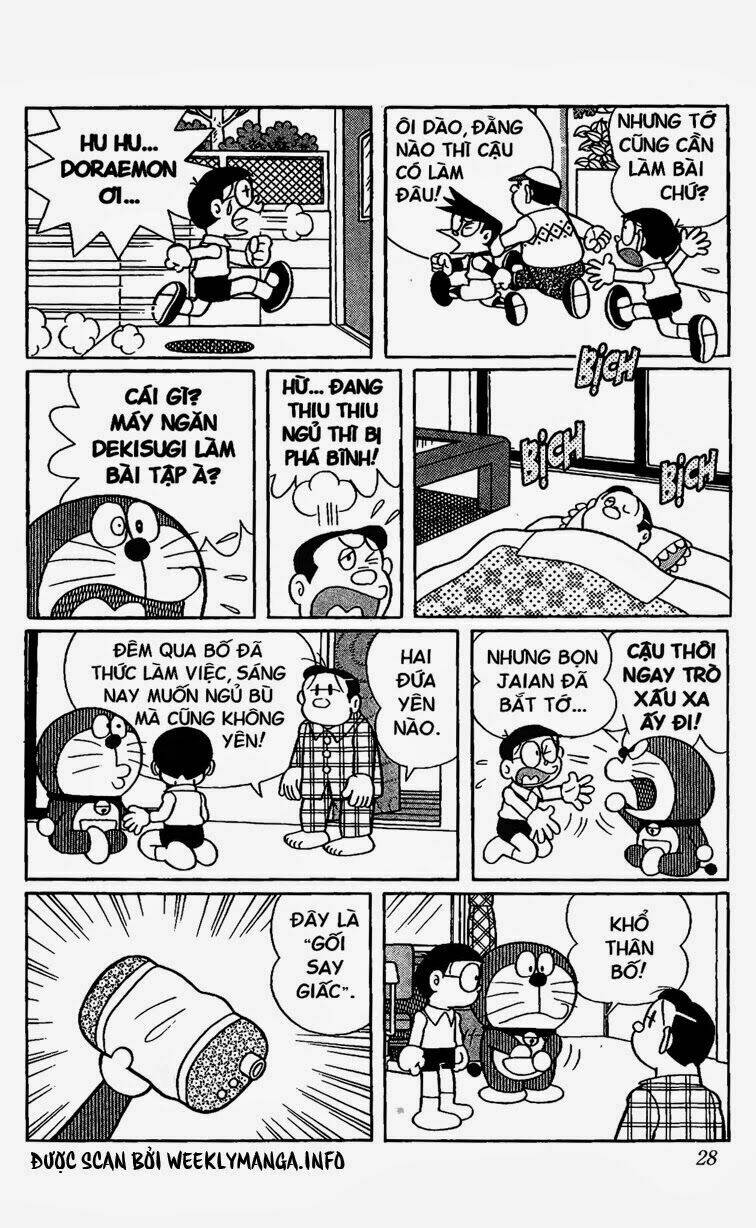 NHƯNG TỚ
CŨNG CẦN
LÀM BÀI
CHỨ?
ÔI DÀO, ĐẰNG
NÀO THÌ CẬU
CÓ LÀM
ĐÂU!
HU HU...
DORAEMON
ƠI...
BỊCH
BỊCH
BỊCH
HỪ... ĐANG
THIU THIU
NGỦ THÌ BỊ
PHÁ BĨNH!
CÁI GÌ?
MÁY NGĂN
DEKISUGI LÀM
BÀI TẬP À?
CẬU THÔI
NGAY TRÒ
XẤU XA
ẤY ĐI!
NHƯNG BỌN
JAIAN ĐÃ
BẮT TỚ...
HAI
ĐỨA
YÊN
NÀO.
ĐÊM QUA BỐ ĐÃ
THỨC LÀM VIỆC, SÁNG
NAY MUỐN NGỦ BÙ
MÀ CŨNG KHÔNG
YÊN!
KHỔ
THÂN
BỐ!
ĐÂY LÀ
"GỐI
SAY
GIẤC".
ĐƯỢC SCAN BỞI WEEKLYMANGA.INFO
28